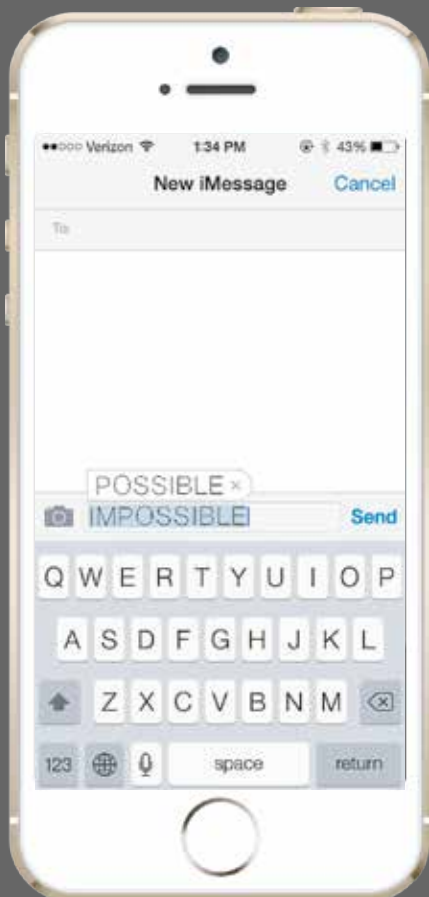 Verizon 1:34 PM 43%
New iMessage Cancel
To:
POSSIBLE ×
IMPOSSIBLE Send
Q W E R T Y U I O P
A S D F G H J K L
Z X C V B N M
123 space return